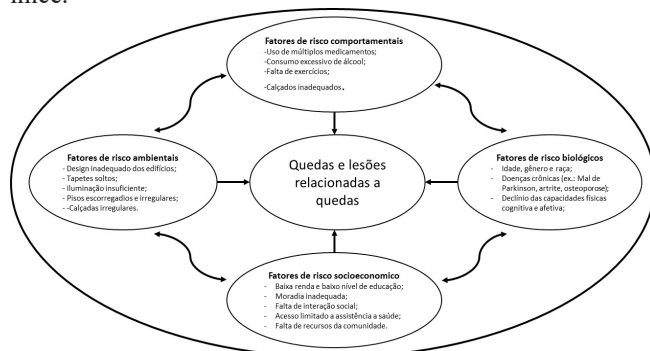 Fatores de risco comportamentais
-Uso de múltiplos medicamentos;
-Consumo excessivo de álcool;
-Falta de exercícios;
-Calçados inadequados.
Fatores de risco ambientais
- Design inadequado dos edifícios;
- Tapetes soltos;
- Iluminação insuficiente;
- Pisos escorregados e irregulares;
- -Calçadas irregulares.
Quedas e lesões
relacionadas a
quedas
Fatores de risco biológicos
- Idade, gênero e raça;
- Doenças crônicas (ex.: Mal de
Parkinson, artrite, osteoporose);
- Declínio das capacidades físicas
cognitiva e afetiva;
Fatores de risco socioeconomico
- Baixa renda e baixo nível de educação;
- Moradia inadequada;
- Falta de interação social;
- Acesso limitado a assistência a saúde;
- Falta de recursos da comunidade.